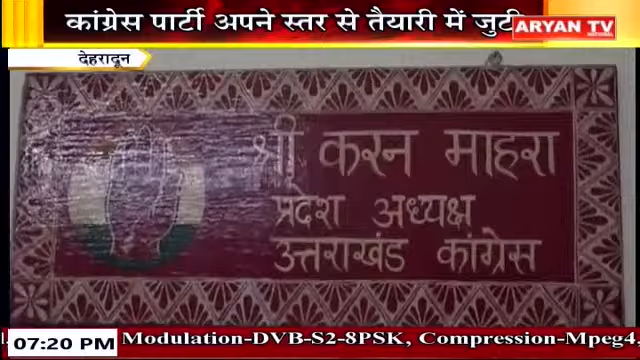 कांग्रेस पार्टी अपने स्तर से तैयारी में जुटी
ARYAN TV
NATIONAL
देहरादून
श्री करन माहरा
प्रदेश अध्यक्ष
उत्तराखंड कांग्रेस
07:20 PM Modulation-DVB-S2-8PSK, Compression-Mpeg4,